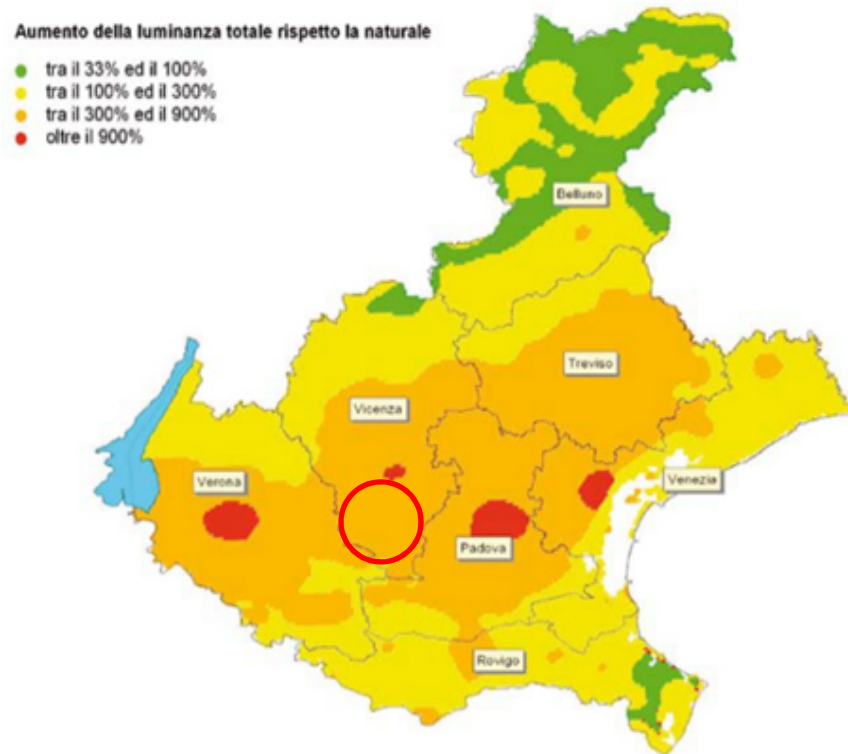 Aumento della luminanza totale rispetto la naturale
tra il 33% ed il 100%
tra il 100% ed il 300%
tra il 300% ed il 900%
oltre il 900%
Belluno
Treviso
Vicenza
Verona
Venezia
Padova
Rovigo